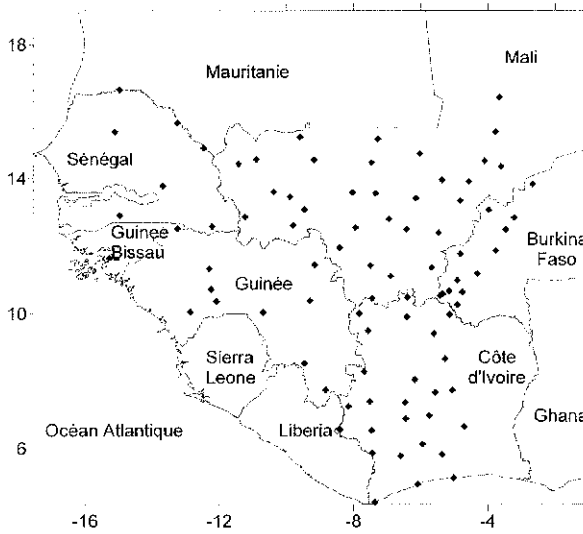 18
Mali
Mauritanie
Sénégal
14
Guineé
Bissau
Burkina
Faso
Guinée
10
Sierra
Leone
Côte
d'Ivoire
Océan Atlantique
Liberia
Ghana
6
-16
-12
-8
-4